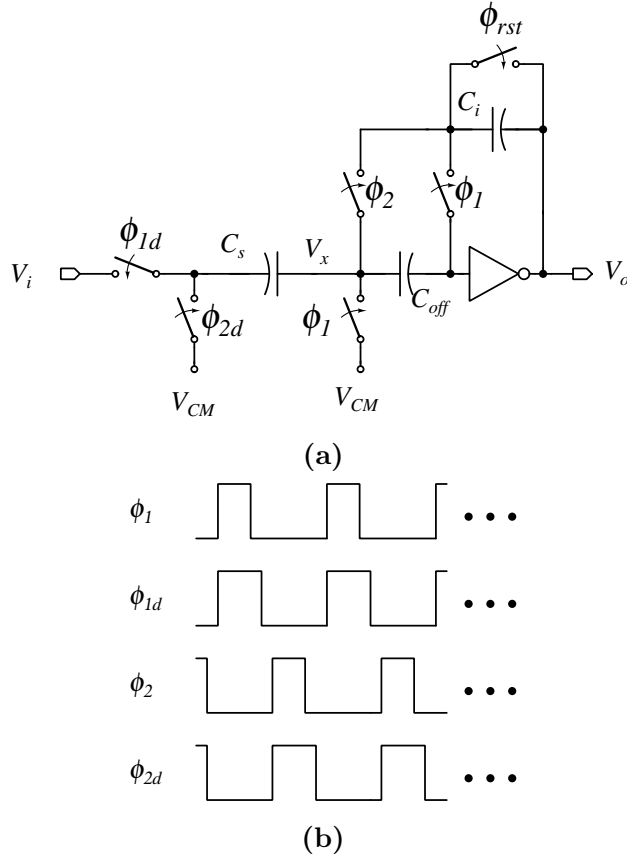 ϕrst
Ci
ϕ2 ϕ1
ϕ1d Cs Vx
Vi Vo
ϕ2d ϕ1 Coff
VCM VCM
(a)
ϕ1 • • •
ϕ1d • • •
ϕ2 • • •
ϕ2d • • •
(b)